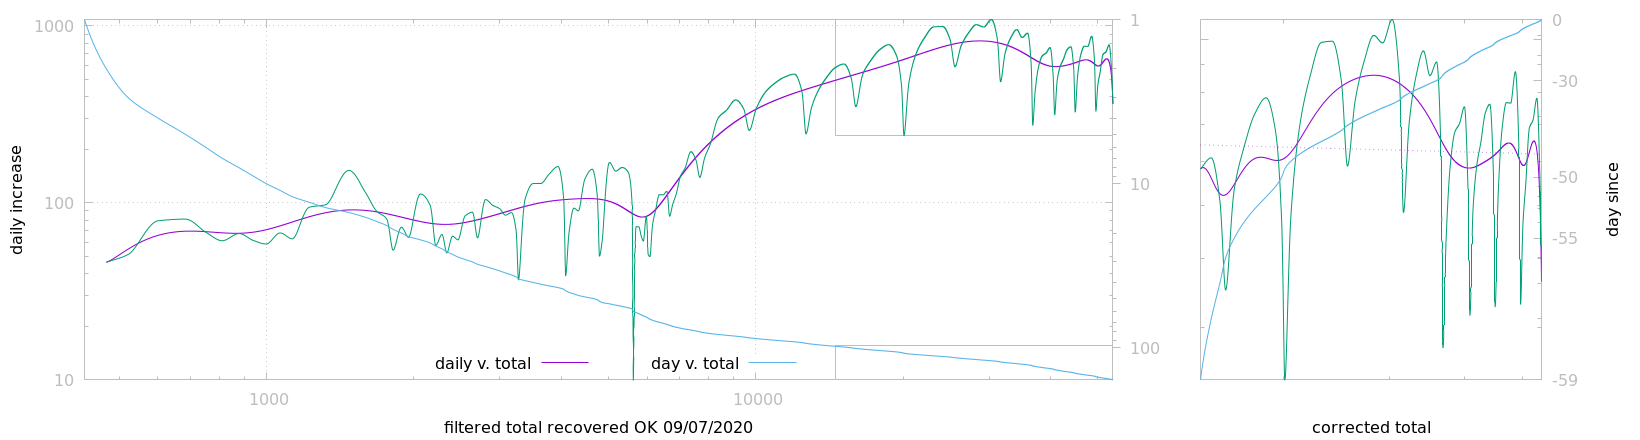 1000
100
10
daily increase
1000
10000
1
10
100
daily v. total
day v. total
filtered total recovered OK 09/07/2020
0
-30
-50
-55
-59
day since
corrected total